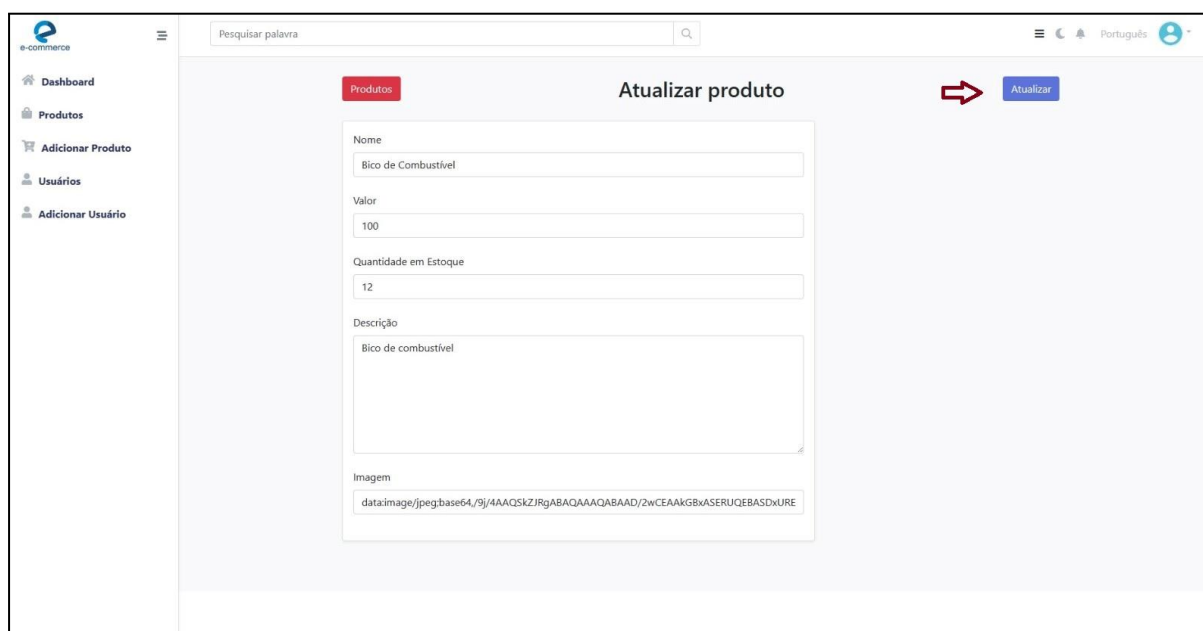 e-commerce
Pesquisar palavra
Português
Dashboard
Produtos
Adicionar Produto
Usuários
Adicionar Usuário
Produtos
Atualizar produto
Atualizar
Nome
Bico de Combustível
Valor
100
Quantidade em Estoque
12
Descrição
Bico de combustível
Imagem
data:image/jpeg;base64,/9j/4AAQSkZJRgABAQAAAQABAAD/2wCEAAkGBxASERUQEBASDxURE